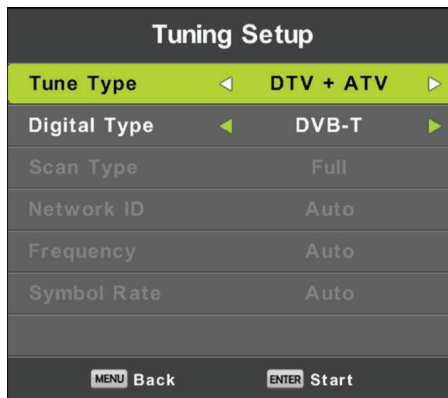 Tuning Setup
Tune Type DTV + ATV
Digital Type DVB-T
Scan Type Full
Network ID Auto
Frequency Auto
Symbol Rate Auto
MENU Back ENTER Start